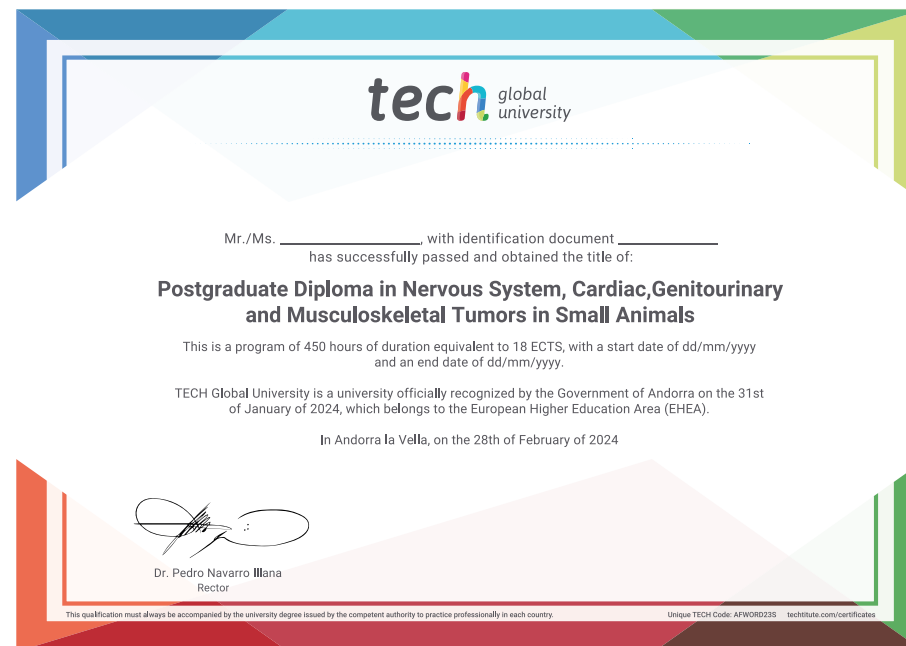 tech global
university
Mr./Ms. ____________, with identification document ____________
has successfully passed and obtained the title of:
Postgraduate Diploma in Nervous System, Cardiac,Genitourinary
and Musculoskeletal Tumors in Small Animals
This is a program of 450 hours of duration equivalent to 18 ECTS, with a start date of dd/mm/yyyy
and an end date of dd/mm/yyyy.
TECH Global University is a university officially recognized by the Government of Andorra on the 31st
of January of 2024, which belongs to the European Higher Education Area (EHEA).
In Andorra la Vella, on the 28th of February of 2024
Dr. Pedro Navarro Illana
Rector
This qualification must always be accompanied by the university degree issued by the competent authority to practice professionally in each country.
Unique TECH Code: AFWORD23S techtitute.com/certificates